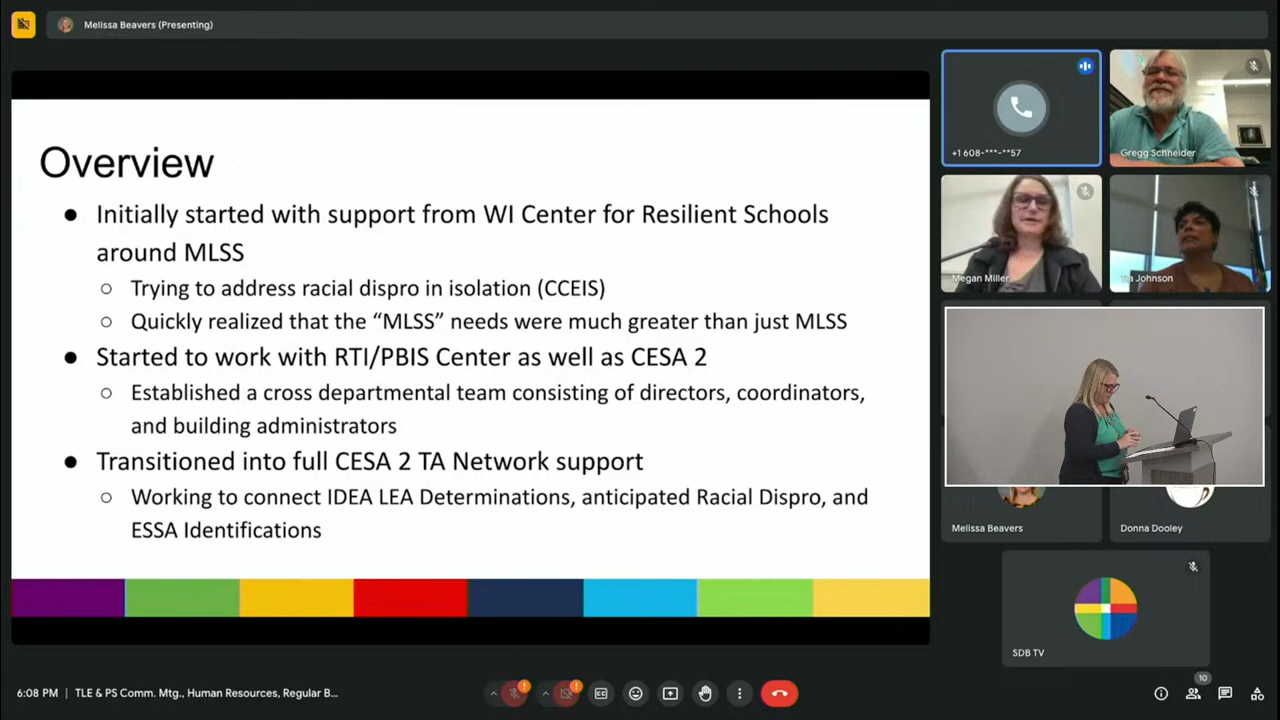 Melissa Beavers (Presenting)
Overview
● Initially started with support from WI Center for Resilient Schools
around MLSS
○ Trying to address racial dispro in isolation (CCEIS)
○ Quickly realized that the “MLSS” needs were much greater than just MLSS
● Started to work with RTI/PBIS Center as well as CESA 2
○ Established a cross departmental team consisting of directors, coordinators,
and building administrators
● Transitioned into full CESA 2 TA Network support
○ Working to connect IDEA LEA Determinations, anticipated Racial Dispro, and
ESSA Identifications
+1 608-***-**57
Gregg Schneider
Megan Miller
Johnson
Melissa Beavers
Donna Dooley
SDB TV
6:08 PM | TLE & PS Comm. Mtg., Human Resources, Regular B...
CC
10